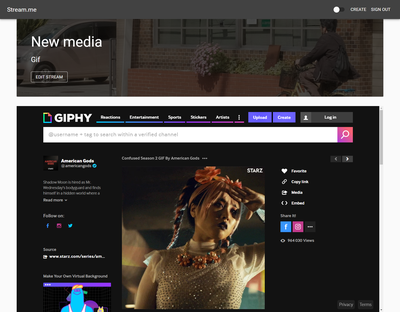 Stream.me
CREATE SIGN OUT
New media
Gif
EDIT STREAM
GIPHY
Reactions Entertainment Sports Stickers Artists
Upload Create
Log In
@username + tag to search within a verified channel
American Gods
@americangods
Confused Season 2 GIF By American Gods
STARZ
Shadow Moon is hired as Mr.
Wednesday's bodyguard and finds
himself in a hidden world where a
Read more
Follow on:
Source
www.starz.com/series/am...
Make Your Own Virtual Background
Favorite
Copy link
Media
Embed
Share It!
964 030 Views
Privacy Terms